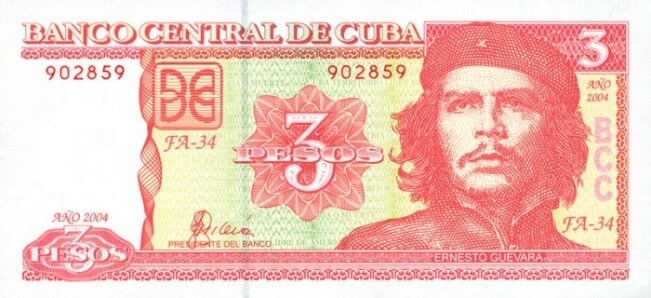 BANCO CENTRAL DE CUBA
3
902859
902859
AÑO
2004
FA-34
3
PESOS
BCC
AÑO 2004
FA-34
3
PESOS
PRESIDENTE DEL BANCO
ERNESTO GUEVARA